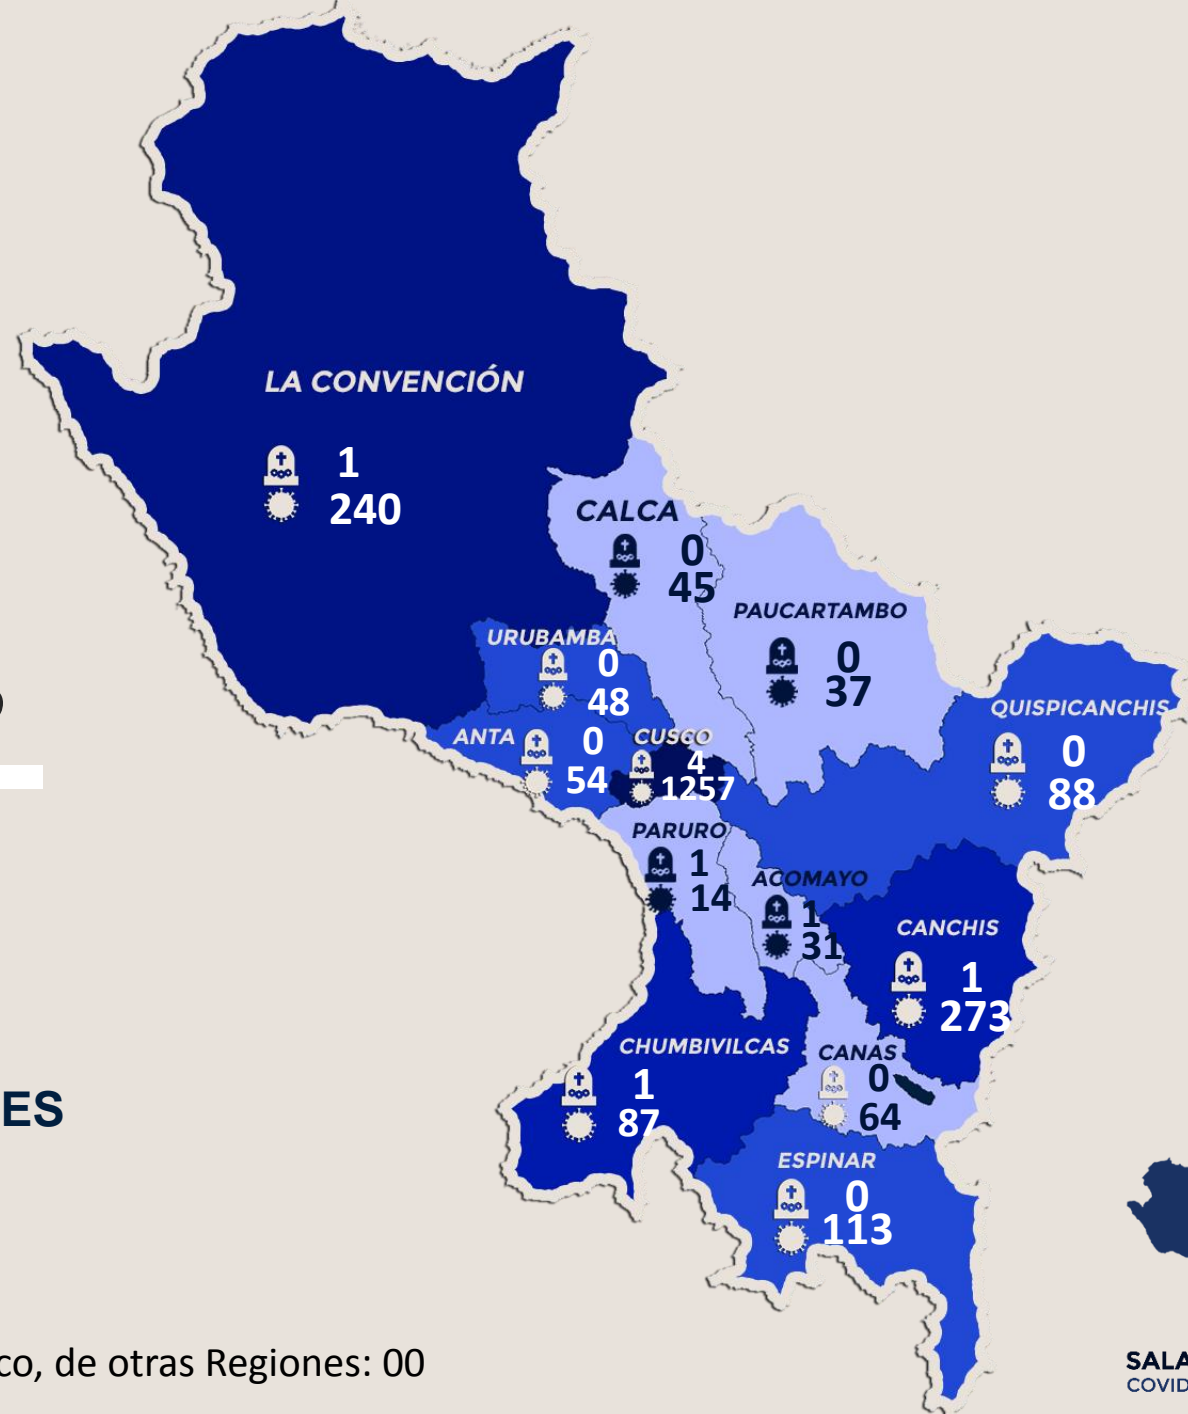 LA CONVENCIÓN
1
240
CALCA
0
45
PAUCARTAMBO
0
37
URUBAMBA
0
48
QUISPICANCHIS
0
88
ANTA
0
54
CUSCO
4
1257
PARURO
1
14
ACOMAYO
1
31
CANCHIS
1
273
CHUMBIVILCAS
1
87
CANAS
0
64
ES
ESPINAR
0
113
co, de otras Regiones: 00
SALA
COVID